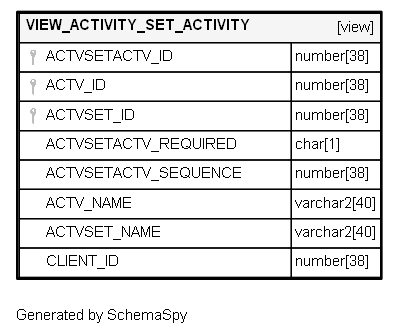 VIEW_ACTIVITY_SET_ACTIVITY [view]
ACTVSETACTV_ID number[38]
ACTV_ID number[38]
ACTVSET_ID number[38]
ACTVSETACTV_REQUIRED char[1]
ACTVSETACTV_SEQUENCE number[38]
ACTV_NAME varchar2[40]
ACTVSET_NAME varchar2[40]
CLIENT_ID number[38]
Generated by SchemaSpy